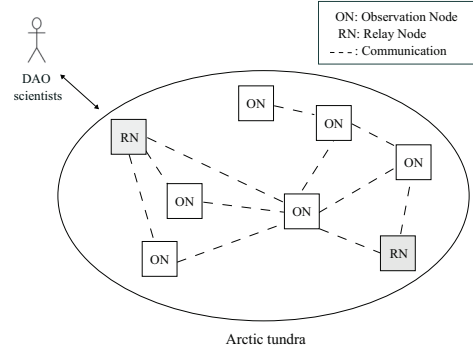 ON: Observation Node
RN: Relay Node
- - - -: Communication
DAO
scientists
ON
ON
RN
ON
ON
ON
ON
RN
Arctic tundra